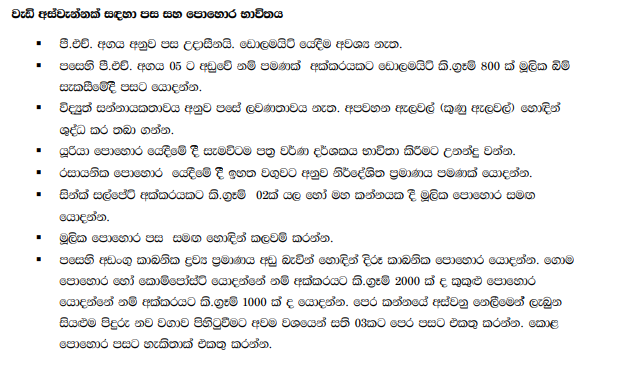 වැඩි අස්වැන්නක් සඳහා පස සහ පොහොර භාවිතය
▪ පී.එච්. අගය අනුව පස උදාසීනයි. ඩොලමයිට් යෙදීම අවශ්‍ය නැත.
▪ පසෙහි පී.එච්. අගය 05 ට අඩුවේ නම් පමණක් අක්කරයකට ඩොලමයිට් කි.ග්‍රෑම් 800 ක් මූලික බිම්
සැකසීමේදී පසට යොදන්න.
▪ විද්‍යුත් සන්නායකතාවය අනුව පසේ ලවණතාවය නැත. අපවහන ඇලවල් (කුණු ඇලවල්) හොඳින්
ශුද්ධ කර තබා ගන්න.
▪ යූරියා පොහොර යෙදීමේ දී සැමවිටම පත්‍ර වර්ණ දර්ශකය භාවිතා කිරීමට උනන්දු වන්න.
▪ රසායනික පොහොර යෙදීමේ දී ඉහත වගුවට අනුව නිර්දේශිත ප්‍රමාණය පමණක් යොදන්න.
▪ සින්ක් සල්පේට් අක්කරයකට කි.ග්‍රෑම් 02ක් යල හෝ මහ කන්නයක දී මූලික පොහොර සමඟ
යොදන්න.
▪ මූලික පොහොර පස සමඟ හොඳින් කලවම් කරන්න.
▪ පසෙහි අඩංගු කාබනික ද්‍රව්‍ය ප්‍රමාණය අඩු බැවින් හොඳින් දිරූ කාබනික පොහොර යොදන්න. ගොම
පොහොර හෝ කොම්පෝස්ට් යොදන්නේ නම් අක්කරයට කි.ග්‍රෑම් 2000 ක් ද කුකුළු පොහොර
යොදන්නේ නම් අක්කරයට කි.ග්‍රෑම් 1000 ක් ද යොදන්න. පෙර කන්නයේ අස්වනු නෙලීමෙන් ලැබුන
සියළුම පිදුරු නව වගාව පිහිටුවීමට අවම වශයෙන් සති 03කට පෙර පසට එකතු කරන්න. කොළ
පොහොර පසට හැකිතාක් එකතු කරන්න.